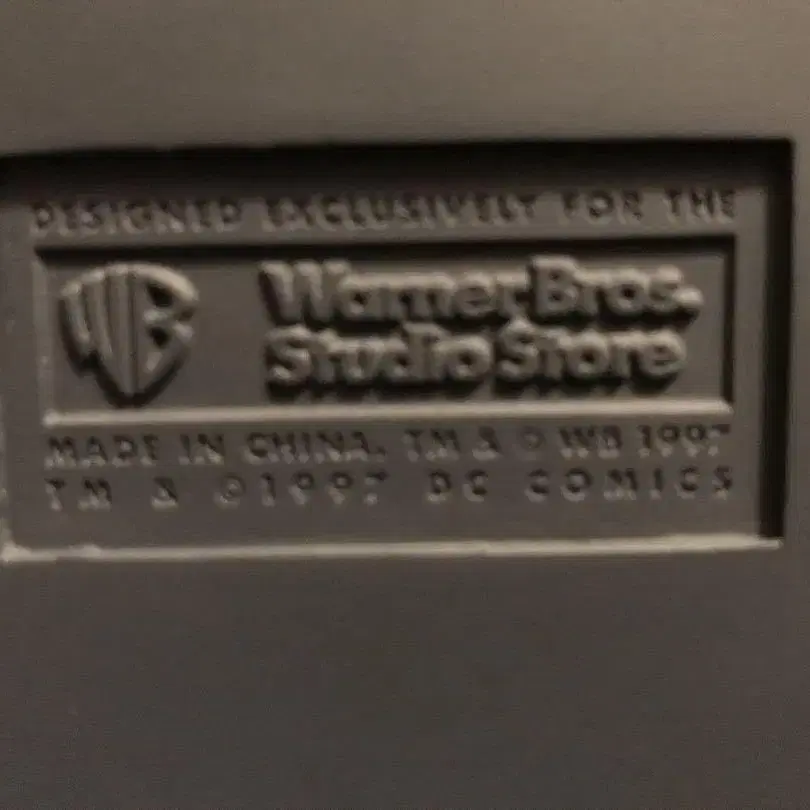 DESIGNED EXCLUSIVELY FOR THE
WB
Warner Bros.
Studio Store
MADE IN CHINA. TM & © WB 1997
TM & © 1997 DC COMICS